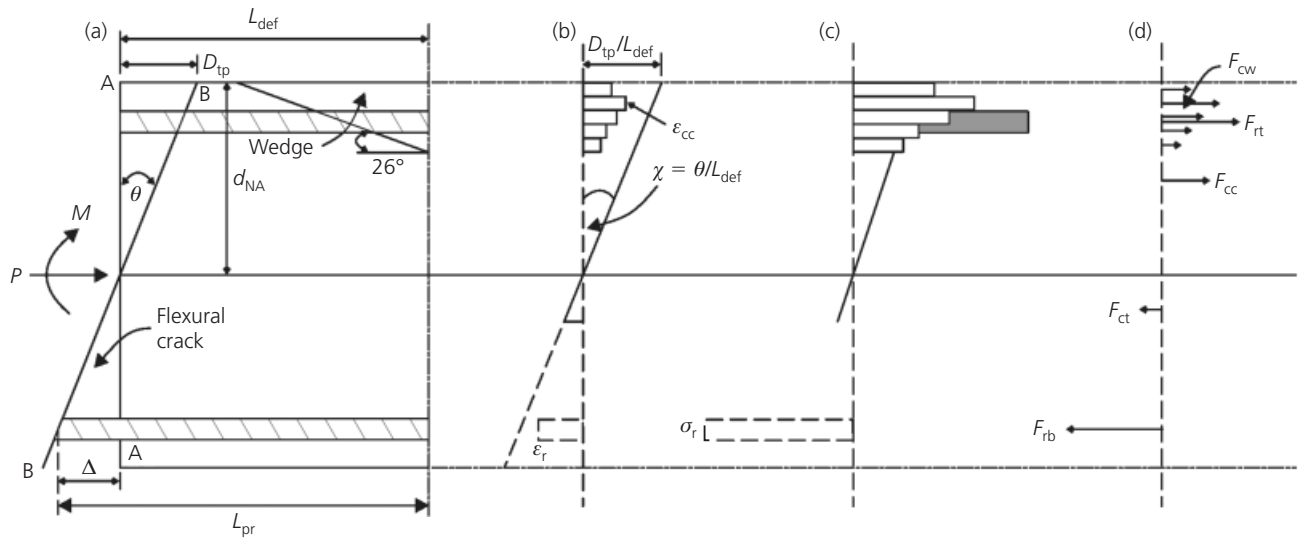 (a)
L_def
(b)
D_tp/L_def
(c)
(d)
D_tp
A
B
F_cw
ε_cc
F_rt
Wedge
26°
θ
d_NA
χ = θ/L_def
F_cc
M
P
Flexural
crack
F_ct
σ_r
F_rb
ε_r
B
A
Δ
L_pr